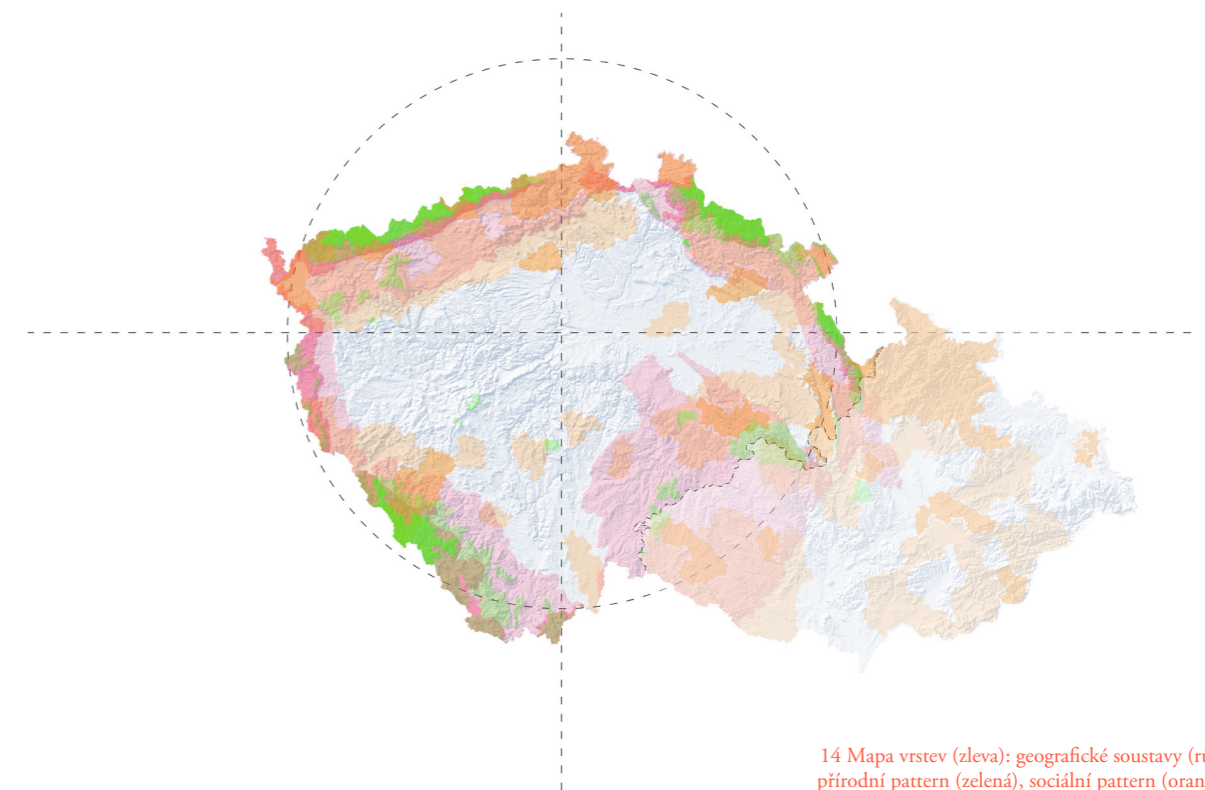 14 Mapa vrstev (zleva): geografické soustavy
přírodní pattern (zelená), sociální pattern